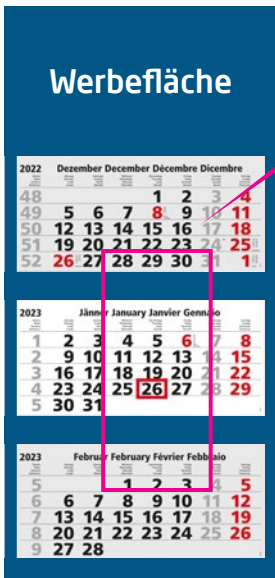 Werbefläche
2022 Dezember December Décembre Dicembre
48 1 2 3 4
49 5 6 7 8 9 10 11
50 12 13 14 15 16 17 18
51 19 20 21 22 23 24 25
52 26 27 28 29 30 31 1
2023 Jänner January Janvier Gennaio
1 2 3 4 5 6 7 8
2 9 10 11 12 13 14 15
3 16 17 18 19 20 21 22
4 23 24 25 26 27 28 29
5 30 31
2023 Februar February Février Febbraio
5 1 2 3 4 5
6 6 7 8 9 10 11 12
7 13 14 15 16 17 18 19
8 20 21 22 23 24 25 26
9 27 28